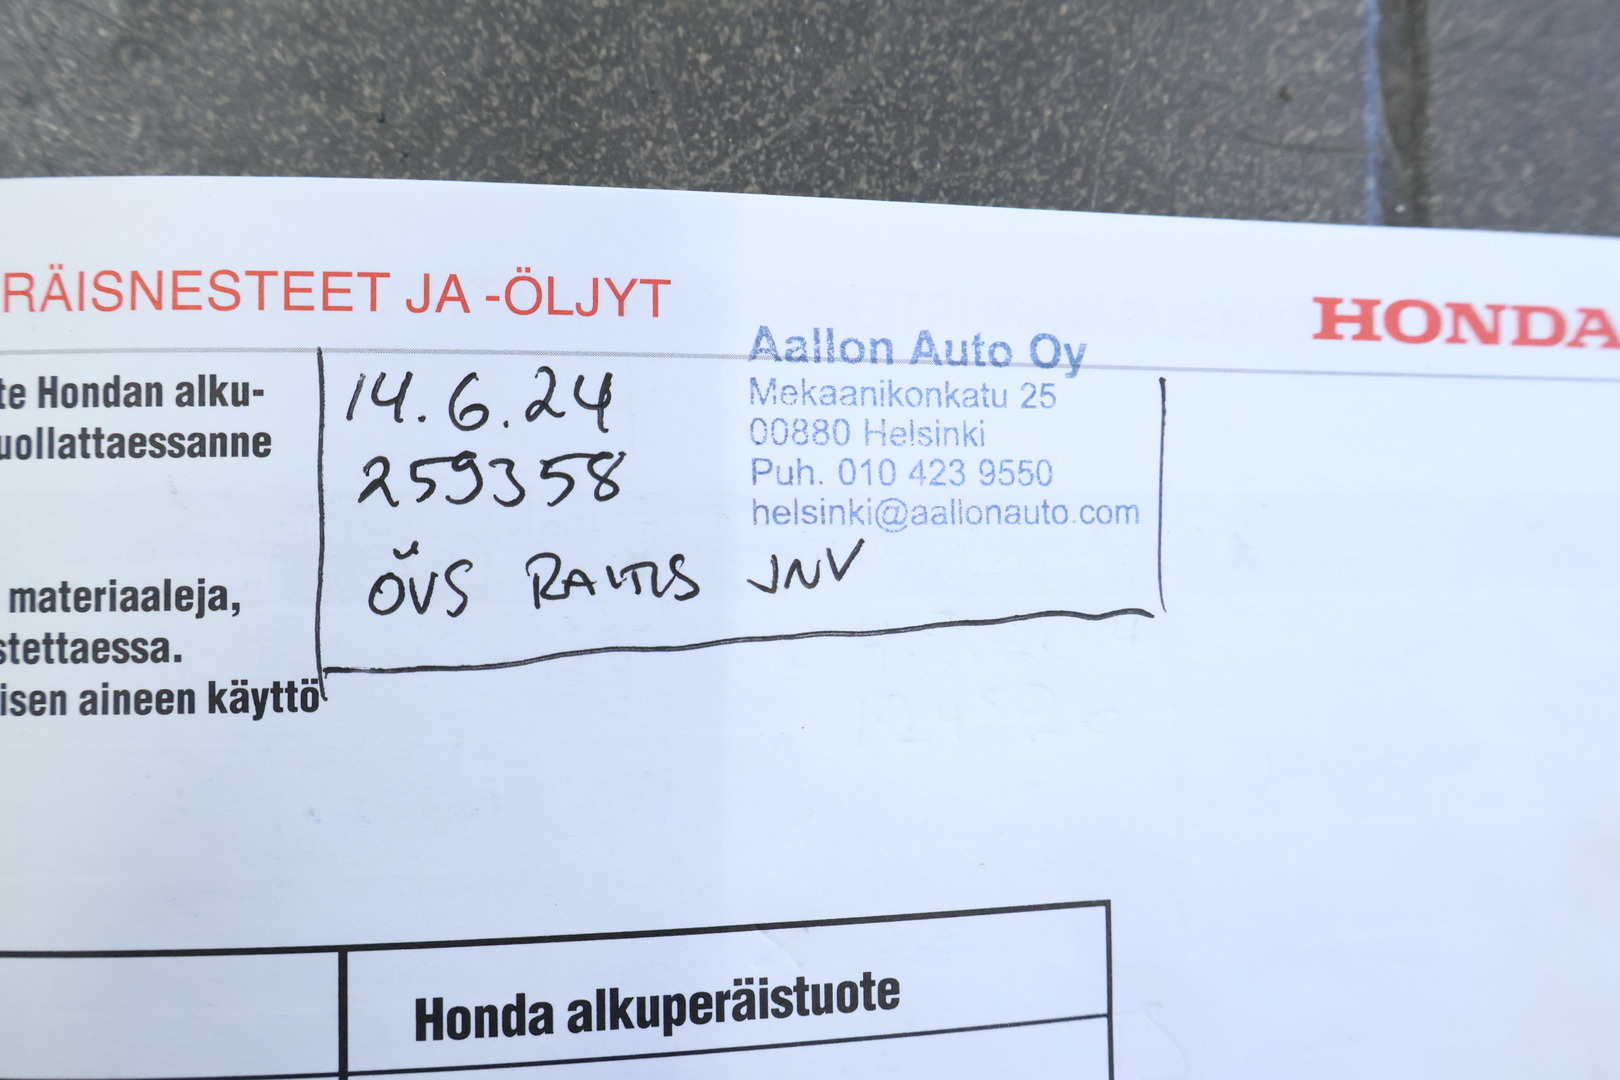 RÄISNESTEET JA -ÖLJYT
HONDA
te Hondan alku-
uollattaessanne
materiaaleja,
stettaessa.
isen aineen käyttö
14.6.24
259358
ÖVS RAITIS JNV
Aallon Auto Oy
Mekaanikonkatu 25
00880 Helsinki
Puh. 010 423 9550
helsinki@aallonauto.com
Honda alkuperäistuote